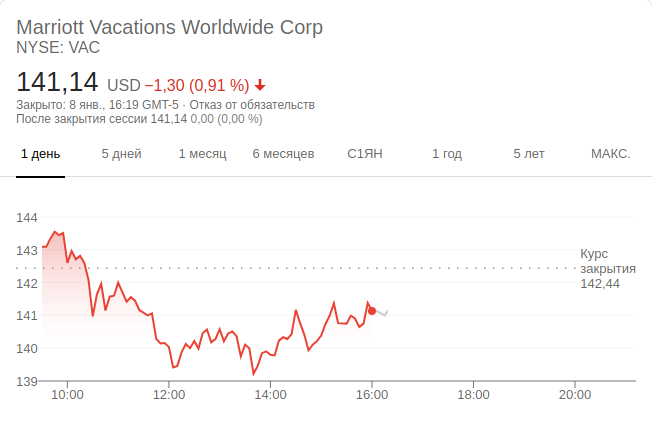 Marriott Vacations Worldwide Corp
NYSE: VAC
141,14 USD −1,30 (0,91 %)
Закрыто: 8 янв., 16:19 GMT-5 · Отказ от обязательств
После закрытия сессии 141,14 0,00 (0,00 %)
1 день 5 дней 1 месяц 6 месяцев С1ЯН 1 год 5 лет МАКС.
144
143
142
141
140
139
Курс
закрытия
142,44
10:00 12:00 14:00 16:00 18:00 20:00